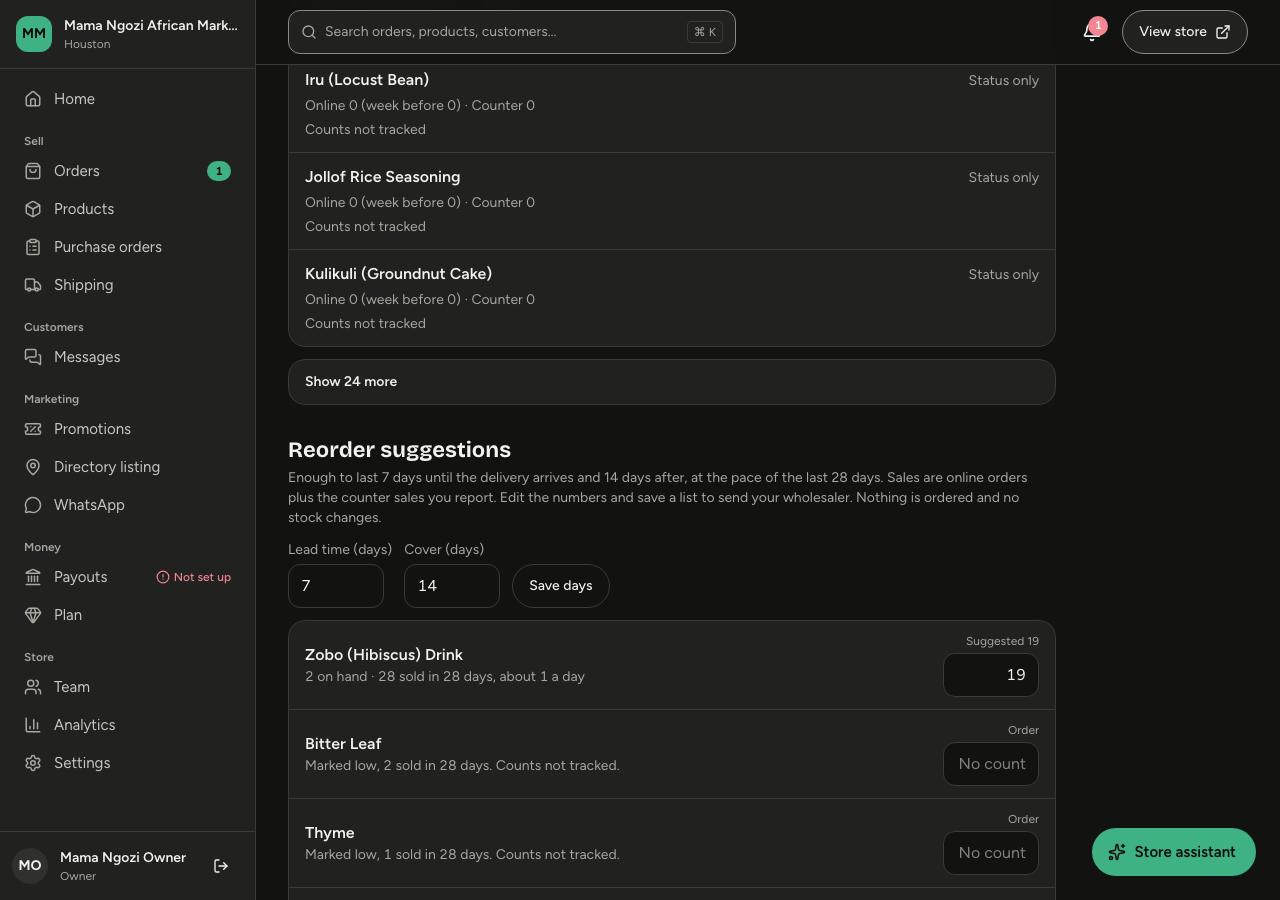 MM
Mama Ngozi African Mark...
Houston
Search orders, products, customers...
⌘ K
1
View store
Home
Sell
Orders
1
Products
Purchase orders
Shipping
Customers
Messages
Marketing
Promotions
Directory listing
WhatsApp
Money
Payouts
Not set up
Plan
Store
Team
Analytics
Settings
MO
Mama Ngozi Owner
Owner
Iru (Locust Bean)
Status only
Online 0 (week before 0) · Counter 0
Counts not tracked
Jollof Rice Seasoning
Status only
Online 0 (week before 0) · Counter 0
Counts not tracked
Kulikuli (Groundnut Cake)
Status only
Online 0 (week before 0) · Counter 0
Counts not tracked
Show 24 more
Reorder suggestions
Enough to last 7 days until the delivery arrives and 14 days after, at the pace of the last 28 days. Sales are online orders
plus the counter sales you report. Edit the numbers and save a list to send your wholesaler. Nothing is ordered and no
stock changes.
Lead time (days)
Cover (days)
7
14
Save days
Zobo (Hibiscus) Drink
2 on hand · 28 sold in 28 days, about 1 a day
Suggested 19
19
Bitter Leaf
Marked low, 2 sold in 28 days. Counts not tracked.
Order
No count
Thyme
Marked low, 1 sold in 28 days. Counts not tracked.
Order
No count
Store assistant